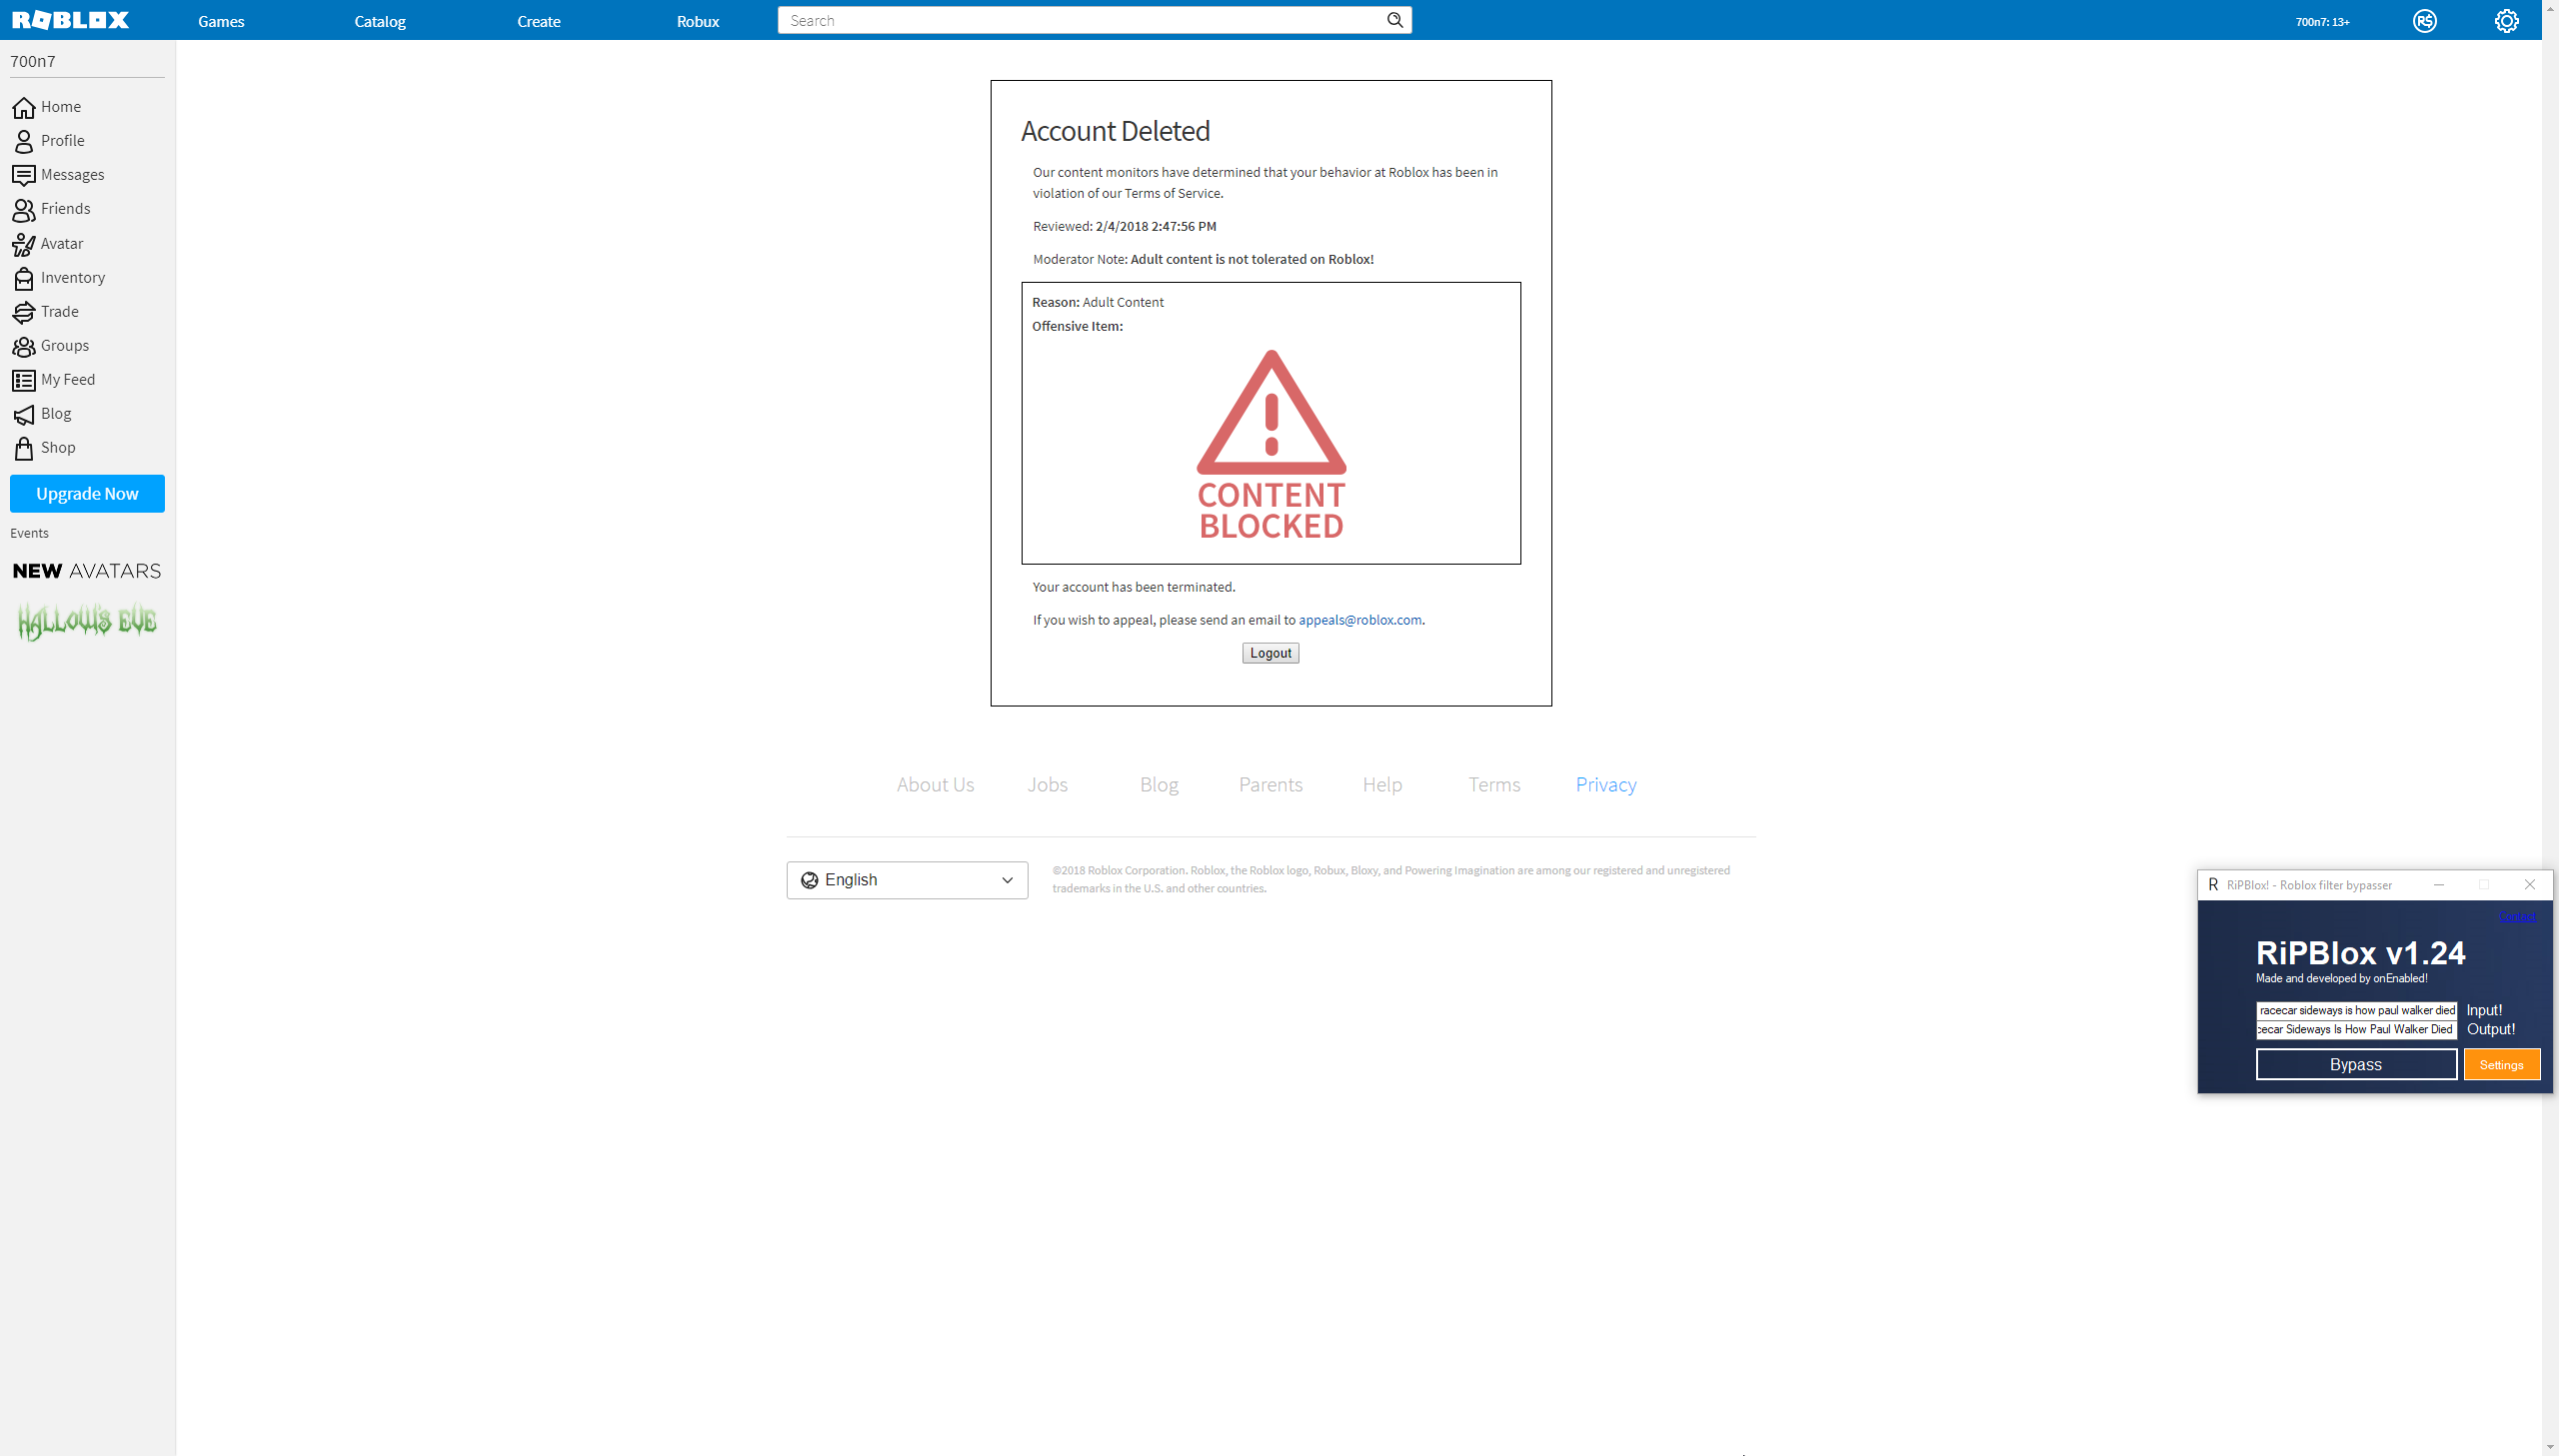 ROBLOX
Games
Catalog
Create
Robux
Search
700n7: 13+
700n7
Home
Profile
Messages
Friends
Avatar
Inventory
Trade
Groups
My Feed
Blog
Shop
Upgrade Now
Events
NEW AVATARS
HALLOW'S EVE
Account Deleted
Our content monitors have determined that your behavior at Roblox has been in
violation of our Terms of Service.
Reviewed: 2/4/2018 2:47:56 PM
Moderator Note: Adult content is not tolerated on Roblox!
Reason: Adult Content
Offensive Item:
CONTENT
BLOCKED
Your account has been terminated.
If you wish to appeal, please send an email to appeals@roblox.com.
Logout
About Us
Jobs
Blog
Parents
Help
Terms
Privacy
English
©2018 Roblox Corporation. Roblox, the Roblox logo, Robux, Bloxy, and Powering Imagination are among our registered and unregistered
trademarks in the U.S. and other countries.
R RiPBlox! - Roblox filter bypasser
Contact
RiPBlox v1.24
Made and developed by onEnabled!
racecar sideways is how paul walker died Input!
cecar Sideways Is How Paul Walker Died Output!
Bypass
Settings